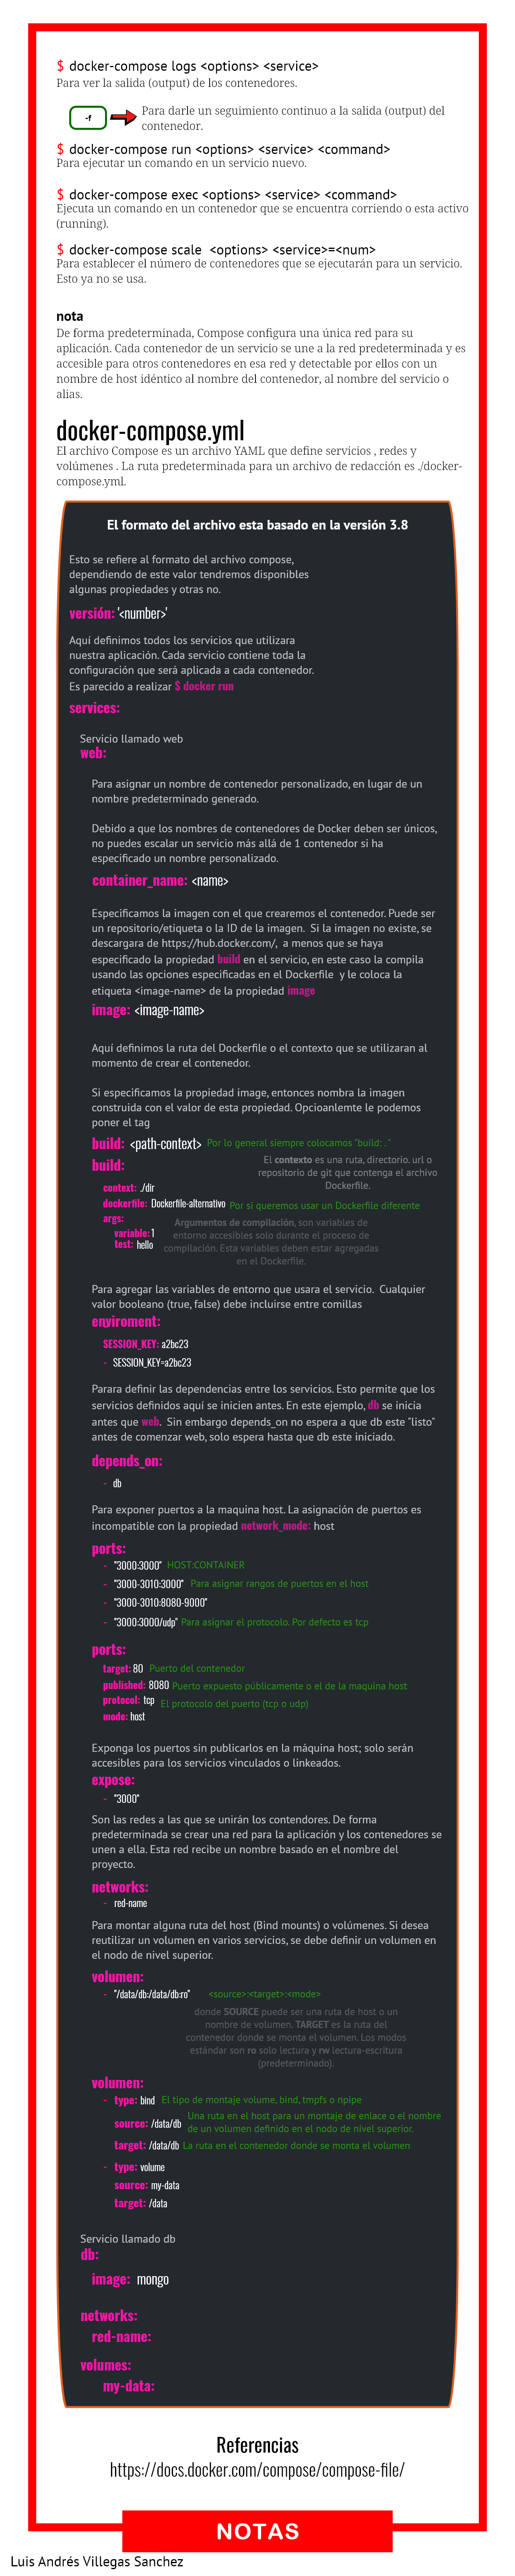 $ docker-compose logs <options> <service>
Para ver la salida (output) de los contenedores.
-f
Para darle un seguimiento continuo a la salida (output) del
contenedor.
$ docker-compose run <options> <service> <command>
Para ejecutar un comando en un servicio nuevo.
$ docker-compose exec <options> <service> <command>
Ejecuta un comando en un contenedor que se encuentra corriendo o esta activo
(running).
$ docker-compose scale <options> <service>=<num>
Para establecer el número de contenedores que se ejecutarán para un servicio.
Esto ya no se usa.
nota
De forma predeterminada, Compose configura una única red para su
aplicación. Cada contenedor de un servicio se une a la red predeterminada y es
accesible para otros contenedores en esa red y detectable por ellos con un
nombre de host idéntico al nombre del contenedor, al nombre del servicio o
alias.
docker-compose.yml
El archivo Compose es un archivo YAML que define servicios , redes y
volúmenes . La ruta predeterminada para un archivo de redacción es ./docker-
compose.yml.
El formato del archivo esta basado en la versión 3.8
Esto se refiere al formato del archivo compose,
dependiendo de este valor tendremos disponibles
algunas propiedades y otras no.
versión: '<number>'
Aquí definimos todos los servicios que utilizara
nuestra aplicación. Cada servicio contiene toda la
configuración que será aplicada a cada contenedor.
Es parecido a realizar $ docker run
services:
Servicio llamado web
web:
Para asignar un nombre de contenedor personalizado, en lugar de un
nombre predeterminado generado.
Debido a que los nombres de contenedores de Docker deben ser únicos,
no puedes escalar un servicio más allá de 1 contenedor si ha
especificado un nombre personalizado.
container_name: <name>
Especificamos la imagen con el que crearemos el contenedor. Puede ser
un repositorio/etiqueta o la ID de la imagen. Si la imagen no existe, se
descargara de https://hub.docker.com/, a menos que se haya
especificado la propiedad build en el servicio, en este caso la compila
usando las opciones especificadas en el Dockerfile y le coloca la
etiqueta <image-name> de la propiedad image
image: <image-name>
Aquí definimos la ruta del Dockerfile o el contexto que se utilizaran al
momento de crear el contenedor.
Si especificamos la propiedad image, entonces nombra la imagen
construida con el valor de esta propiedad. Opcioanlemte le podemos
poner el tag
build: <path-context> Por lo general siempre colocamos "build: . "
build:
El contexto es una ruta, directorio. url o
repositorio de git que contenga el archivo
Dockerfile.
context: ./dir
dockerfile: Dockerfile-alternativo Por si queremos usar un Dockerfile diferente
args:
variable: 1
test: hello
Argumentos de compilación, son variables de
entorno accesibles solo durante el proceso de
compilación. Esta variables deben estar agregadas
en el Dockerfile.
Para agregar las variables de entorno que usara el servicio. Cualquier
valor booleano (true, false) debe incluirse entre comillas
enviroment:
SESSION_KEY: a2bc23
- SESSION_KEY=a2bc23
Parara definir las dependencias entre los servicios. Esto permite que los
servicios definidos aquí se inicien antes. En este ejemplo, db se inicia
antes que web. Sin embargo depends_on no espera a que db este "listo"
antes de comenzar web, solo espera hasta que db este iniciado.
depends_on:
- db
Para exponer puertos a la maquina host. La asignación de puertos es
incompatible con la propiedad network_mode: host
ports:
- "3000:3000" HOST:CONTAINER
- "3000-3010:3000" Para asignar rangos de puertos en el host
- "3000-3010:8080-9000"
- "3000:3000/udp" Para asignar el protocolo. Por defecto es tcp
ports:
target: 80 Puerto del contenedor
published: 8080 Puerto expuesto públicamente o el de la maquina host
protocol: tcp El protocolo del puerto (tcp o udp)
mode: host
Exponga los puertos sin publicarlos en la máquina host; solo serán
accesibles para los servicios vinculados o linkeados.
expose:
- "3000"
Son las redes a las que se unirán los contendores. De forma
predeterminada se crear una red para la aplicación y los contenedores se
unen a ella. Esta red recibe un nombre basado en el nombre del
proyecto.
networks:
- red-name
Para montar alguna ruta del host (Bind mounts) o volúmenes. Si desea
reutilizar un volumen en varios servicios, se debe definir un volumen en
el nodo de nivel superior.
volumen:
- "/data/db:/data/db:ro" <source>:<target>:<mode>
donde SOURCE puede ser una ruta de host o un
nombre de volumen. TARGET es la ruta del
contenedor donde se monta el volumen. Los modos
estándar son ro solo lectura y rw lectura-escritura
(predeterminado).
volumen:
- type: bind El tipo de montaje volume, bind, tmpfs o npipe
source: /data/db Una ruta en el host para un montaje de enlace o el nombre
de un volumen definido en el nodo de nivel superior.
target: /data/db La ruta en el contenedor donde se monta el volumen
- type: volume
source: my-data
target: /data
Servicio llamado db
db:
image: mongo
networks:
red-name:
volumes:
my-data:
Referencias
https://docs.docker.com/compose/compose-file/
NOTAS
Luis Andrés Villegas Sanchez